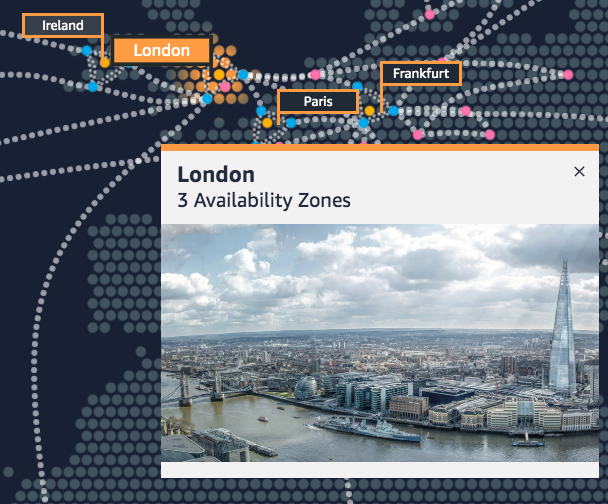 Ireland
London
Frankfurt
Paris
London
3 Availability Zones